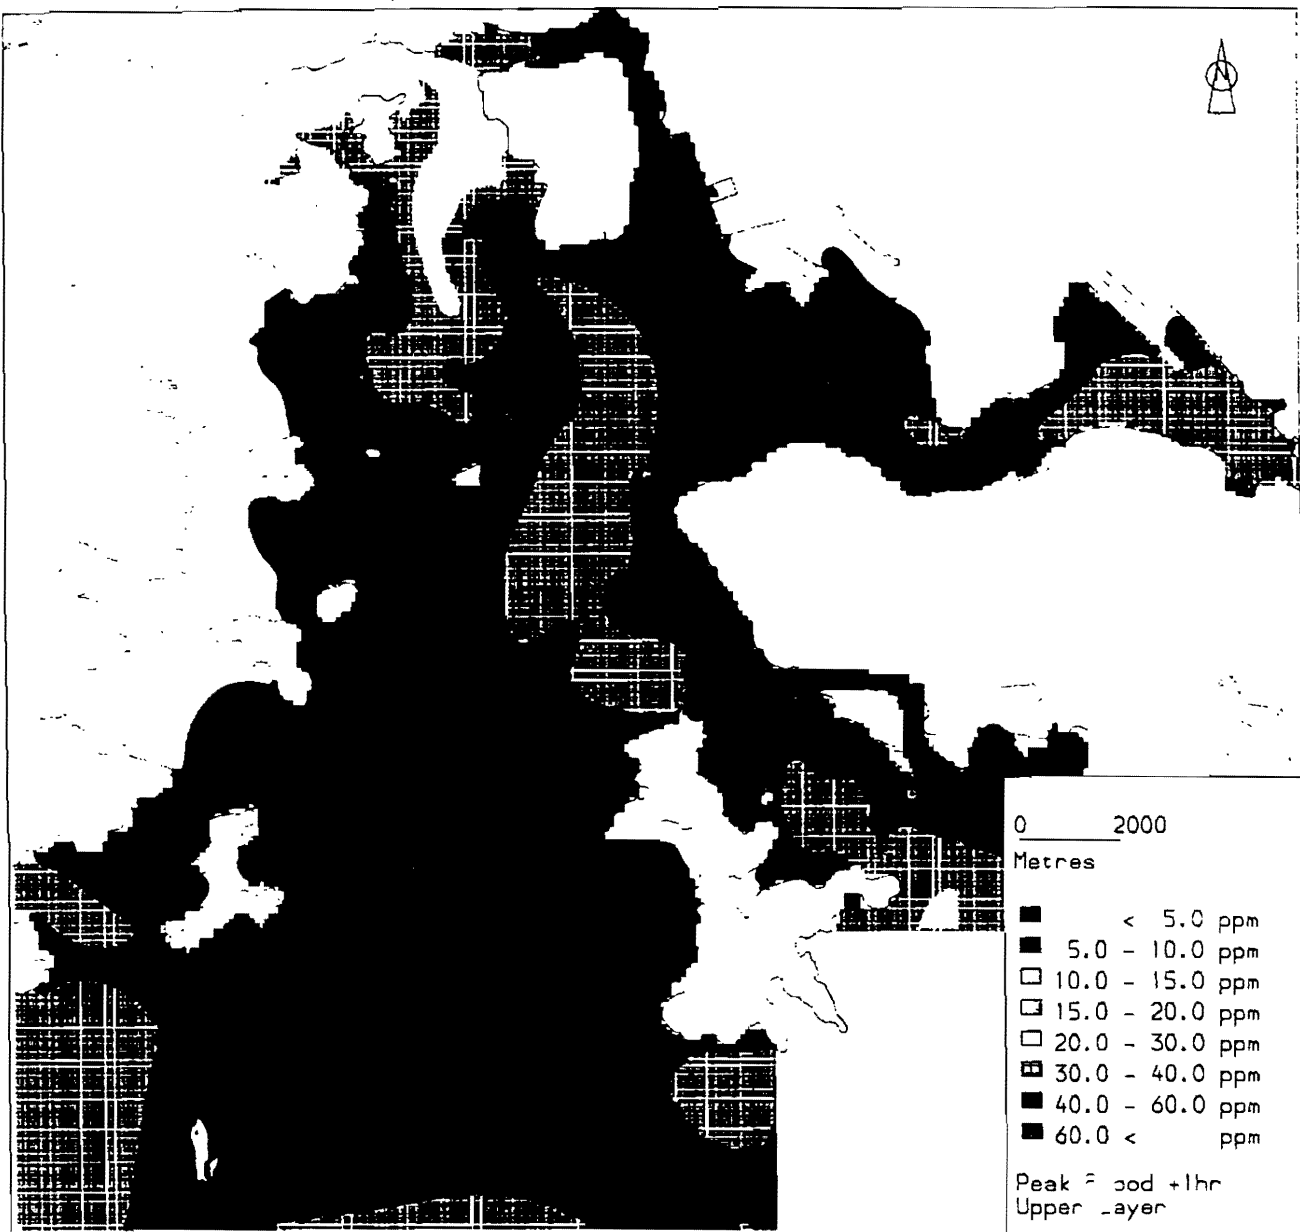 N
0 2000
Metres
< 5.0 ppm
5.0 - 10.0 ppm
10.0 - 15.0 ppm
15.0 - 20.0 ppm
20.0 - 30.0 ppm
30.0 - 40.0 ppm
40.0 - 60.0 ppm
60.0 < ppm
Peak +1hr
Upper